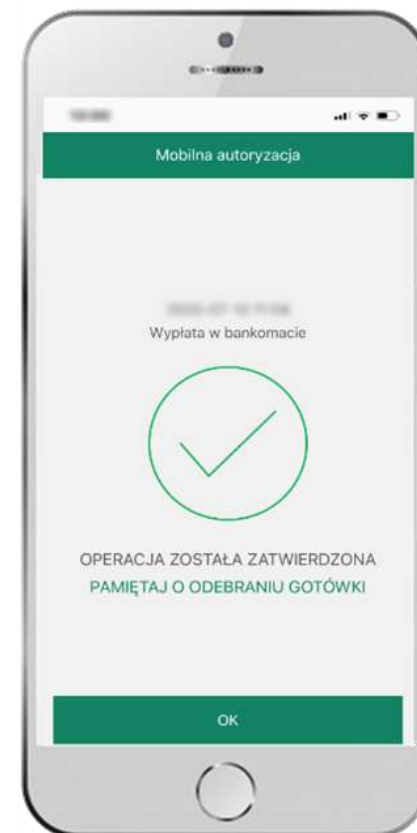 Mobilna autoryzacja
Wypłata w bankomacie
OPERACJA ZOSTAŁA ZATWIERDZONA
PAMIĘTAJ O ODEBRANIU GOTÓWKI
OK